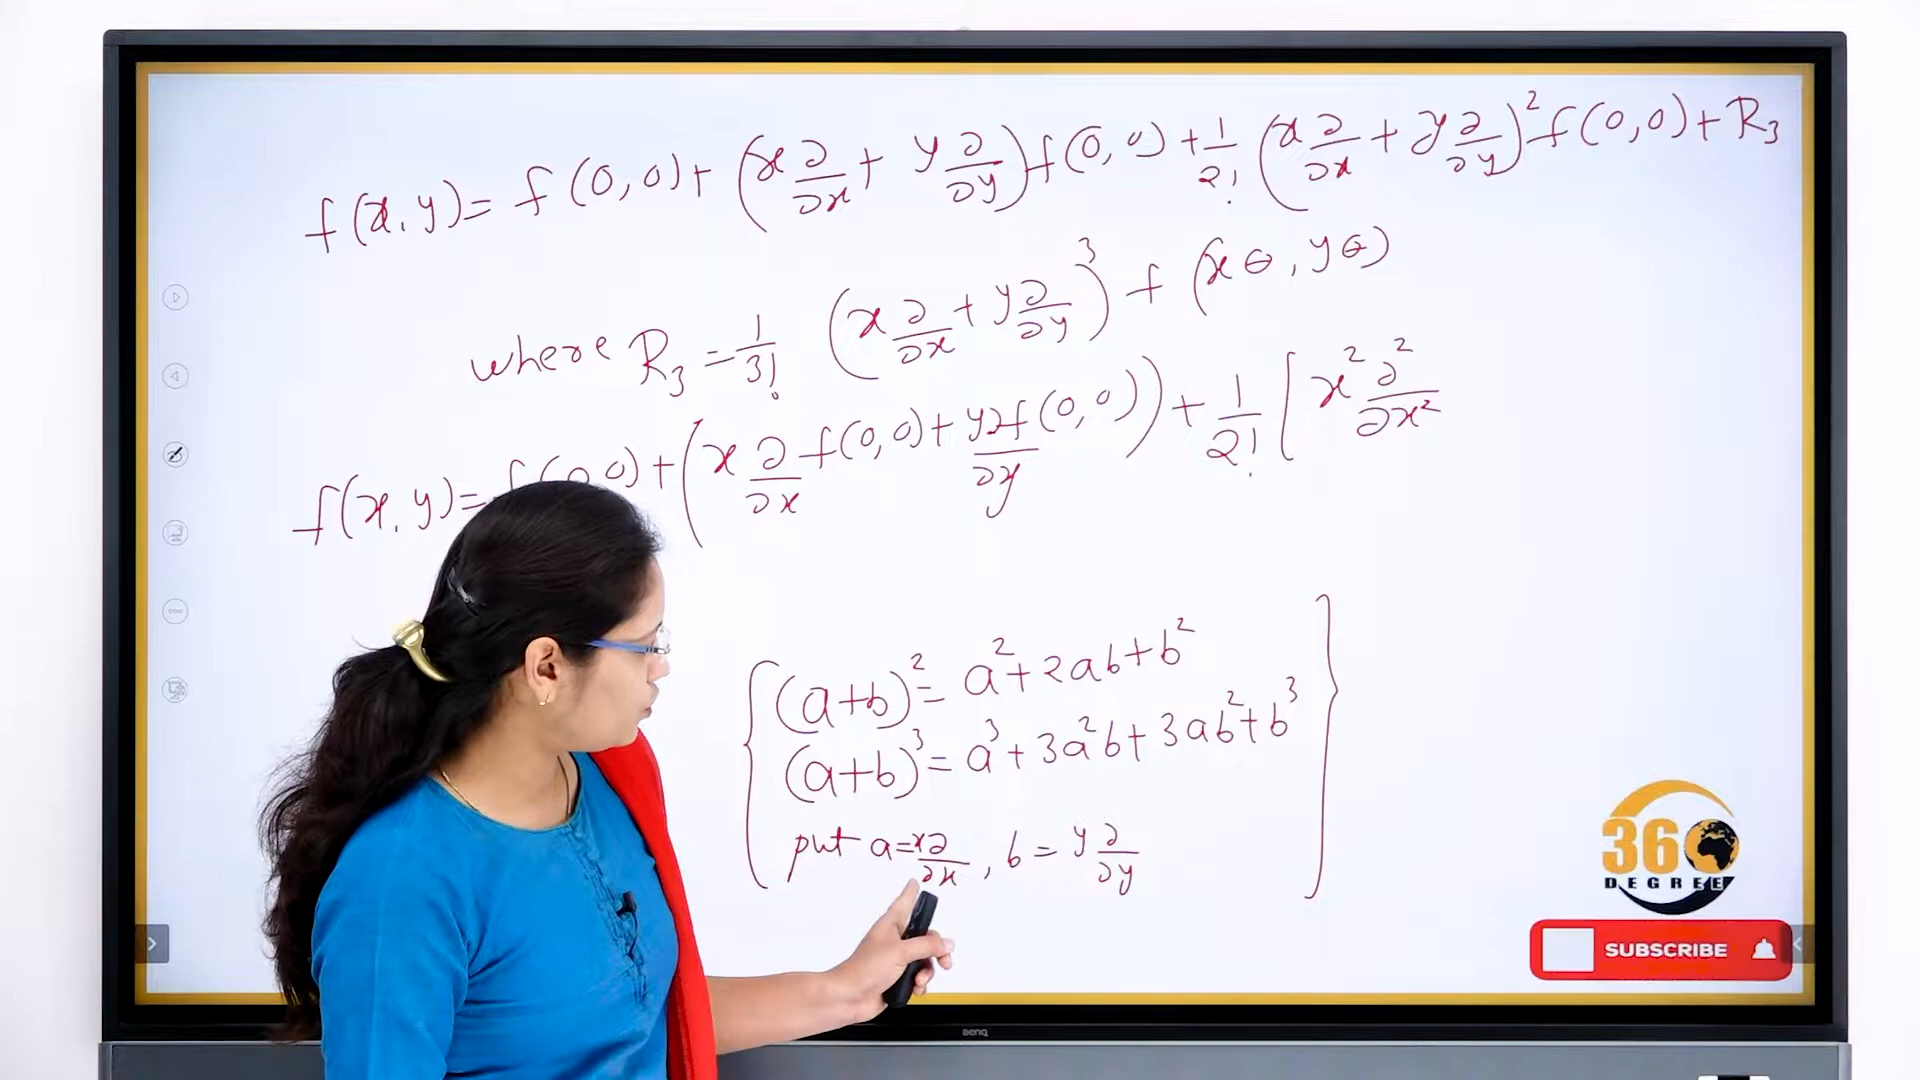 f(x,y)= f(0,0)+(x∂/∂x + y∂/∂y)f(0,0)+1/2!(x∂/∂x + y∂/∂y)²f(0,0)+R₃
where R₃=1/3! (x∂/∂x+y∂/∂y)³ f(xθ,yθ)
f(x,y)=f(0,0)+(x∂/∂x f(0,0)+y∂f/∂y(0,0))+1/2![x²∂²/∂x²
{(a+b)²=a²+2ab+b²
(a+b)³=a³+3a²b+3ab²+b³
put a=x∂/∂x, b=y∂/∂y}
360
DEGREE
SUBSCRIBE
BenQ